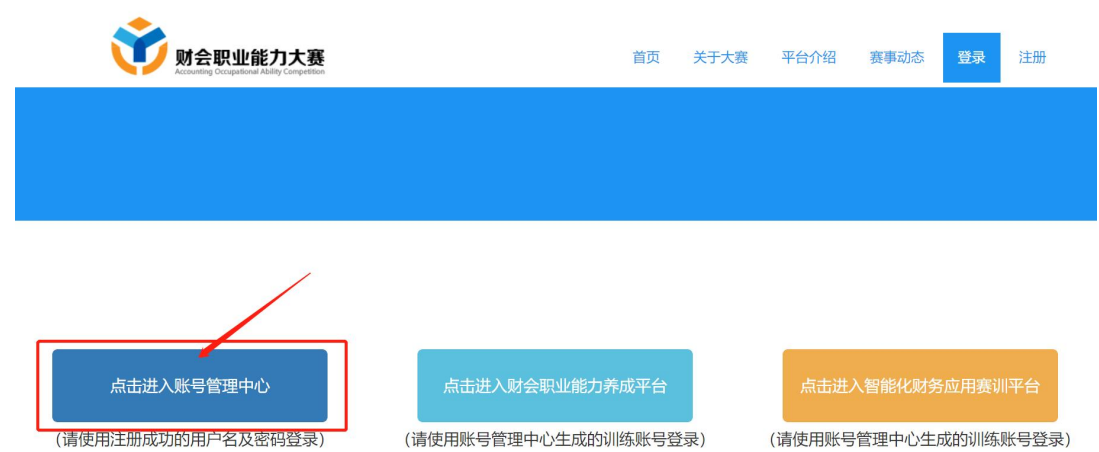 财会职业能力大赛
Accounting Occupational Ability Competition
首页 关于大赛 平台介绍 赛事动态 登录 注册
点击进入账号管理中心 点击进入财会职业能力养成平台 点击进入智能化财务应用赛训平台
(请使用注册成功的用户名及密码登录) (请使用账号管理中心生成的训练账号登录) (请使用账号管理中心生成的训练账号登录)